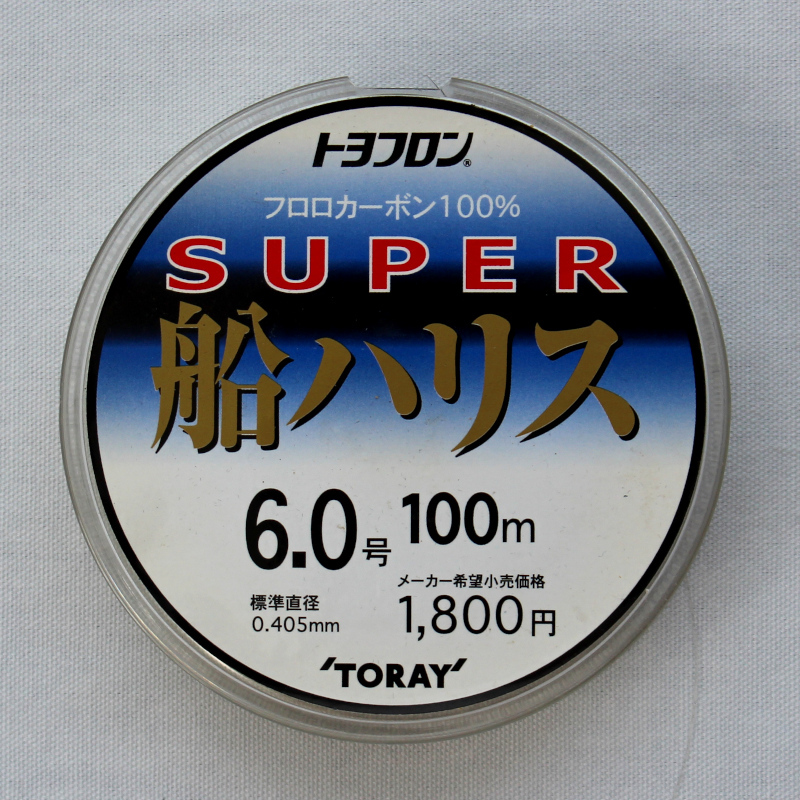 トヨフロン®
フロロカーボン100%
SUPER
船ハリス
6.0号 100m
標準直径
0.405mm
メーカー希望小売価格
1,800円
'TORAY'